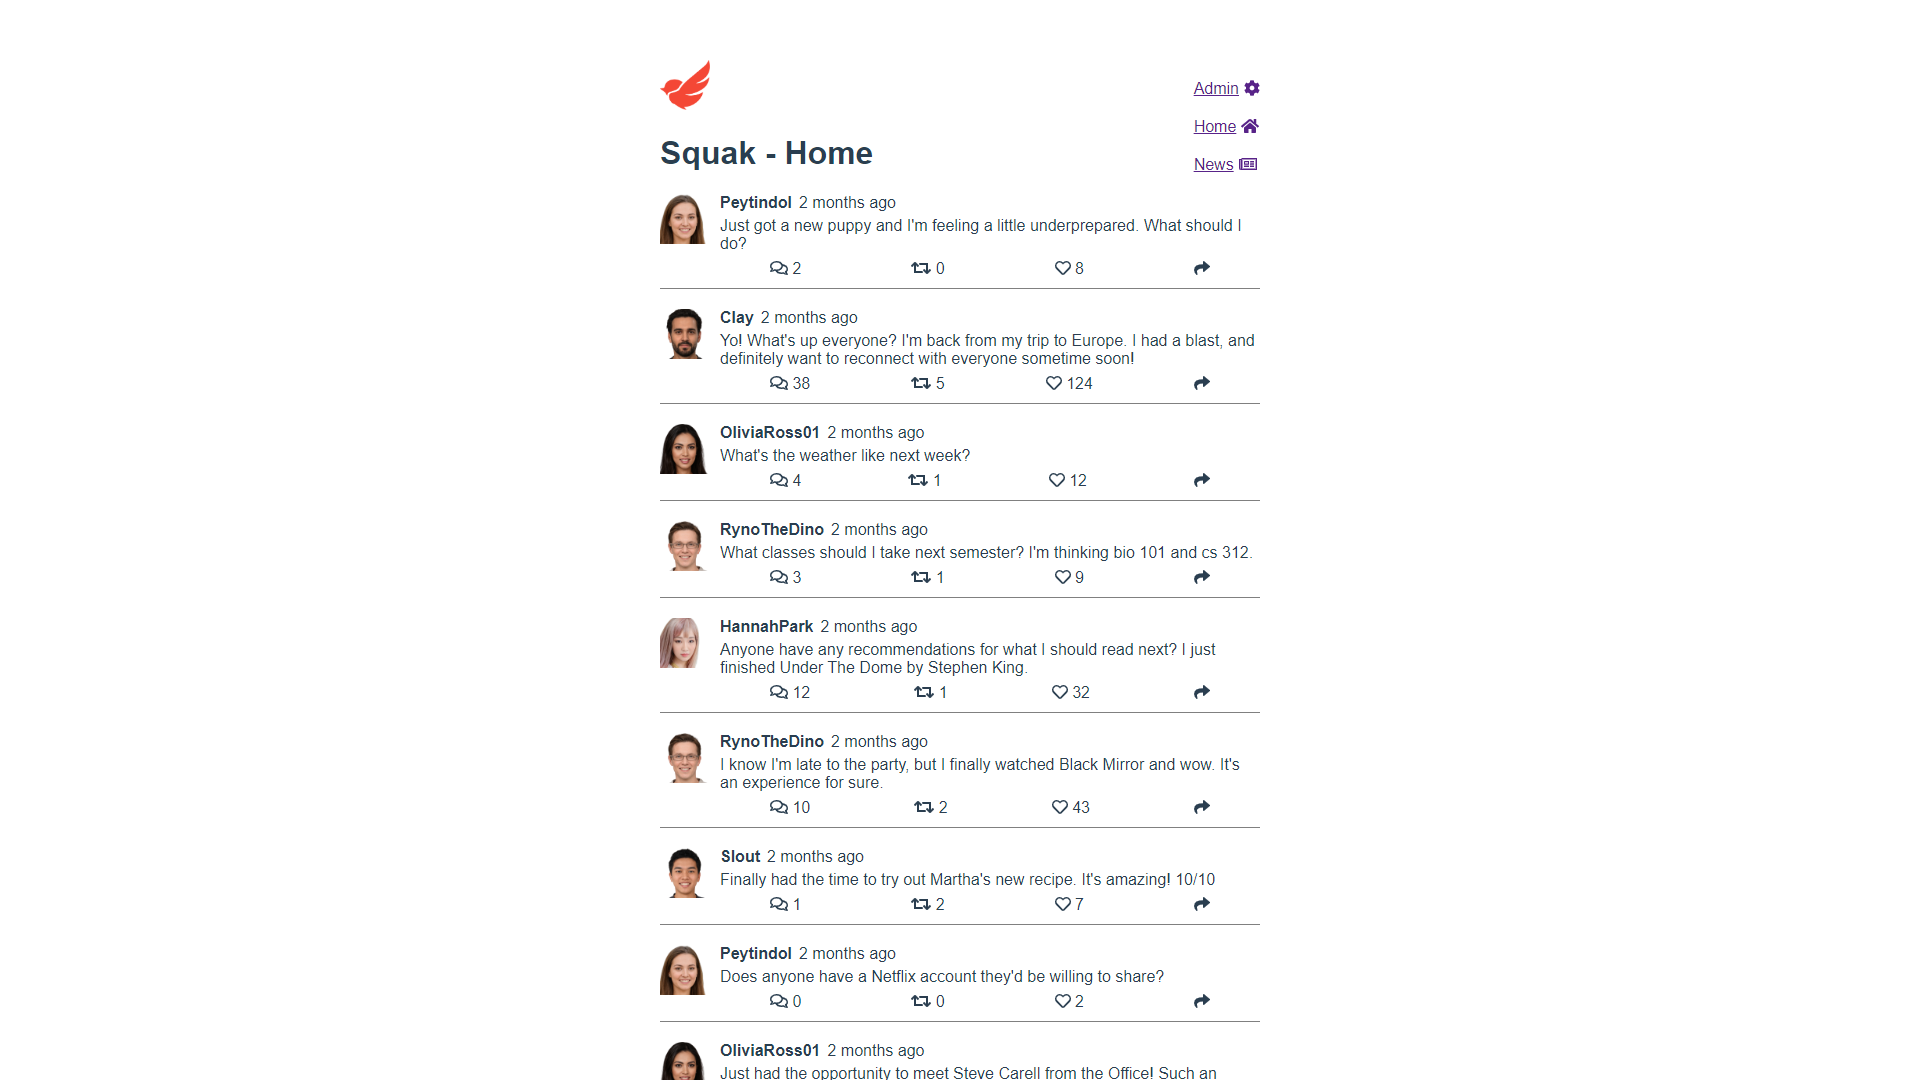 Admin
Home
Squak - Home
News
Peytindol 2 months ago
Just got a new puppy and I'm feeling a little underprepared. What should I
do?
2 0 8
Clay 2 months ago
Yo! What's up everyone? I'm back from my trip to Europe. I had a blast, and
definitely want to reconnect with everyone sometime soon!
38 5 124
OliviaRoss01 2 months ago
What's the weather like next week?
4 1 12
RynoTheDino 2 months ago
What classes should I take next semester? I'm thinking bio 101 and cs 312.
3 1 9
HannahPark 2 months ago
Anyone have any recommendations for what I should read next? I just
finished Under The Dome by Stephen King.
12 1 32
RynoTheDino 2 months ago
I know I'm late to the party, but I finally watched Black Mirror and wow. It's
an experience for sure.
10 2 43
Slout 2 months ago
Finally had the time to try out Martha's new recipe. It's amazing! 10/10
1 2 7
Peytindol 2 months ago
Does anyone have a Netflix account they'd be willing to share?
0 0 2
OliviaRoss01 2 months ago
Just had the opportunity to meet Steve Carell from the Office! Such an